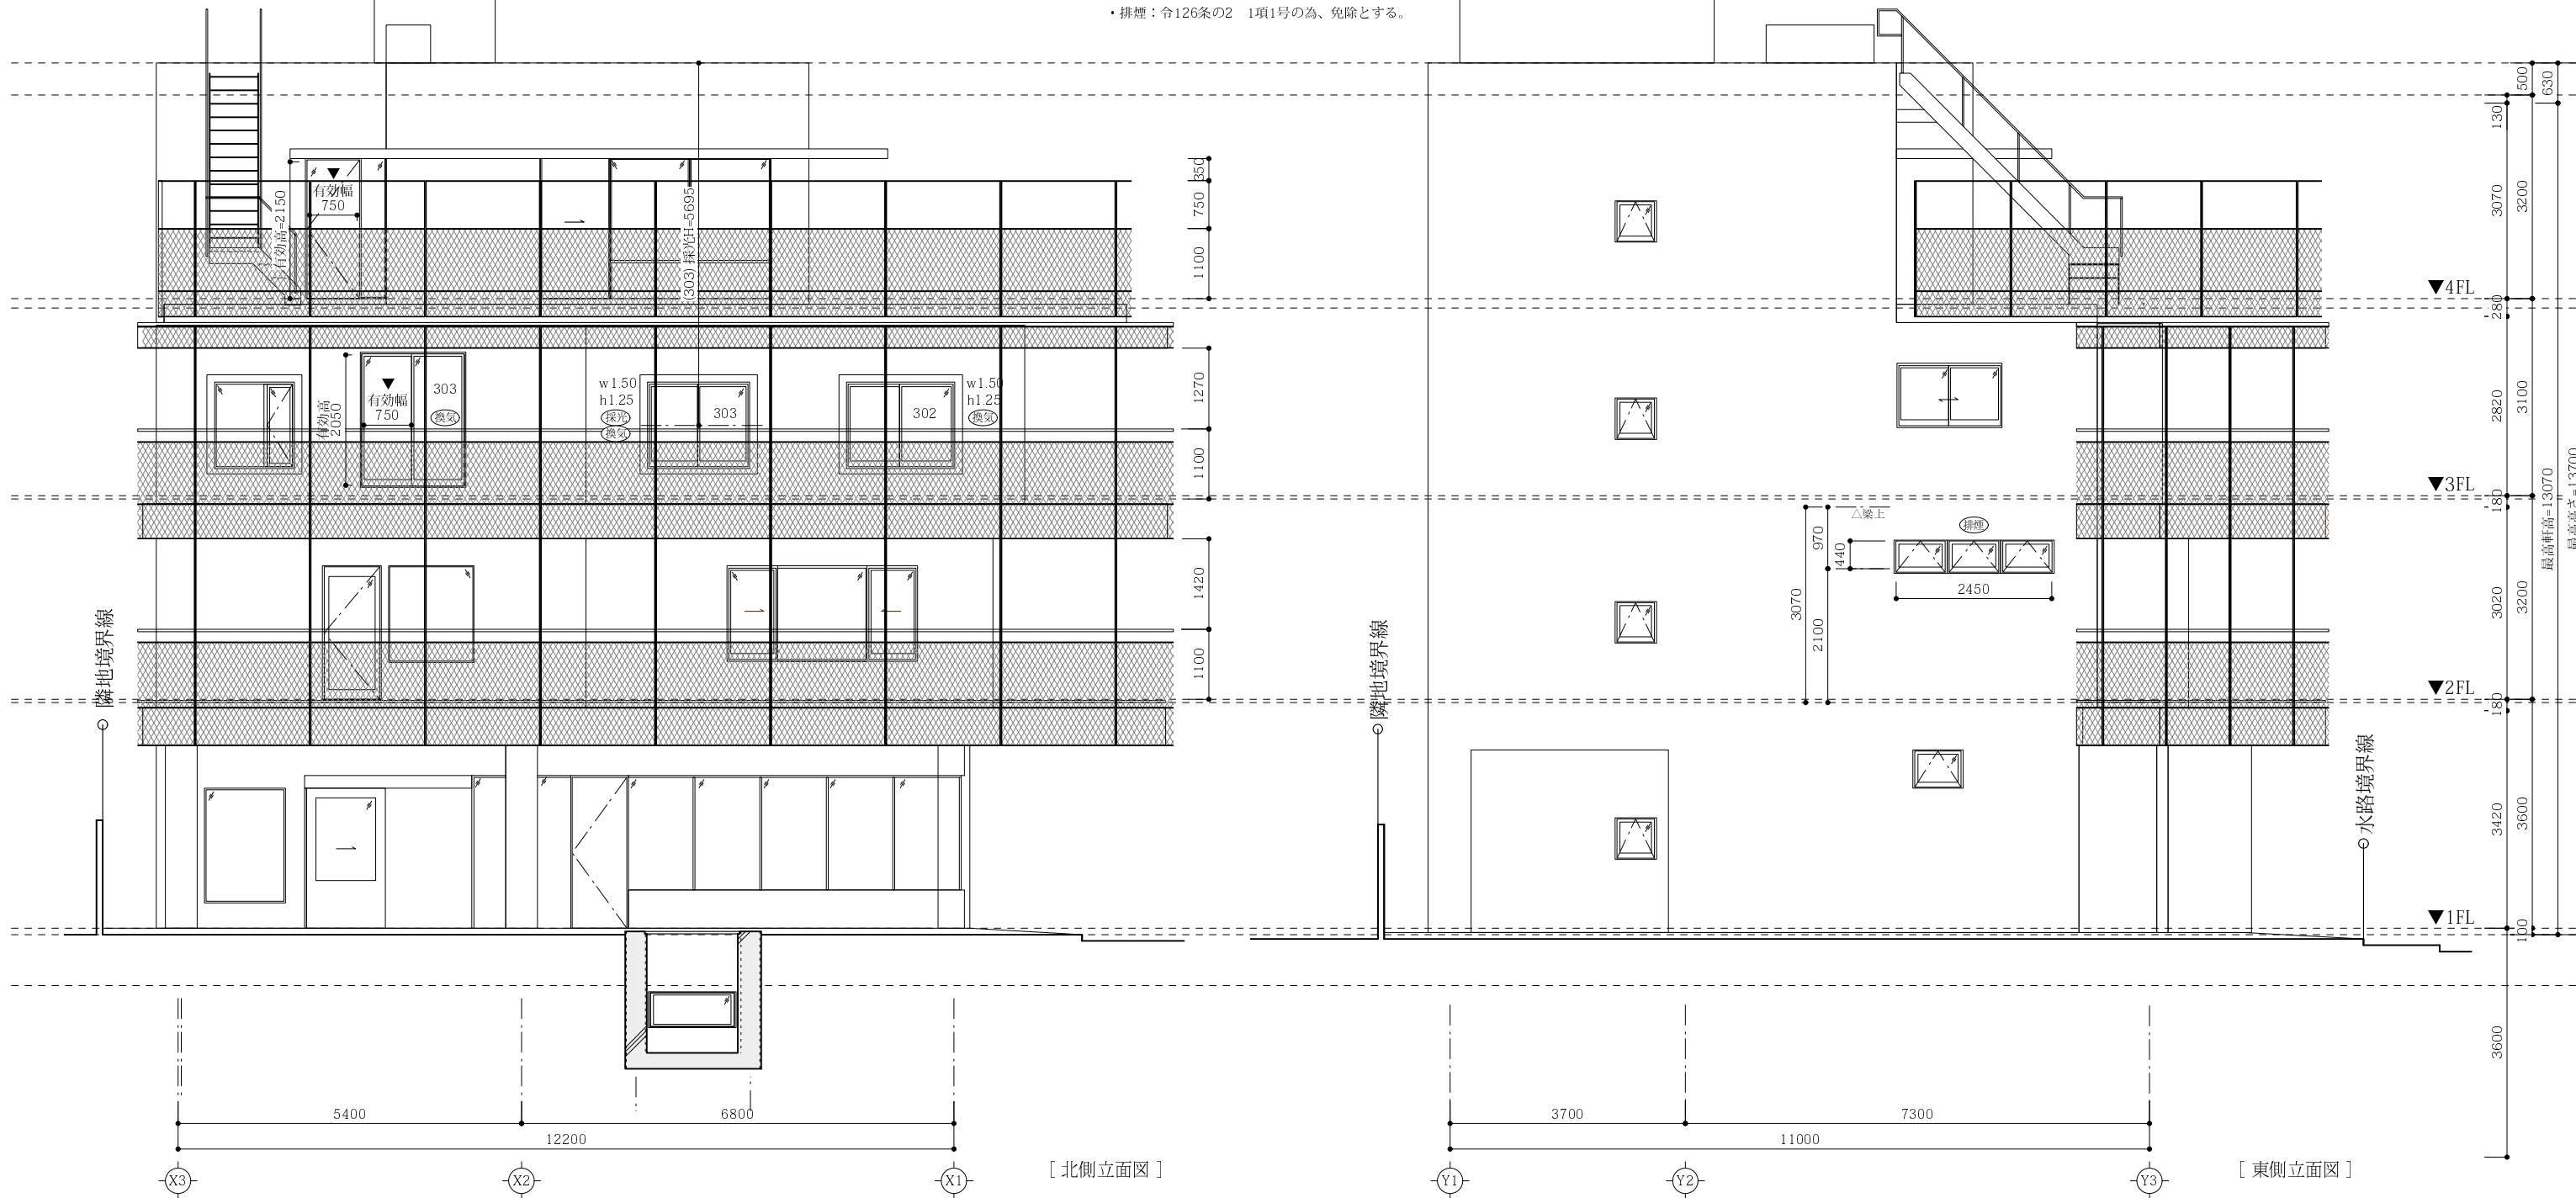 ・排煙：令126条の2　1項1号の為、免除とする。
▼
有効幅
750
有効高=2150
(303) 採光H=5695
350
750
1100
1270
1100
1420
1100
▼
有効幅
750
有効高
2050
303
換気
w1.50
h1.25
採光
換気
303
302
w1.50
h1.25
換気
隣地境界線
5400
6800
12200
X3
X2
X1
［ 北側立面図 ］
隣地境界線
△梁上
排煙
970
440
3070
2100
2450
水路境界線
▼4FL
▼3FL
▼2FL
▼1FL
130
3070
280
2820
180
3020
180
3420
3600
500
3200
3100
3200
3600
100
630
最高軒高=13070
最高高さ=13700
3700
7300
11000
Y1
Y2
Y3
［ 東側立面図 ］